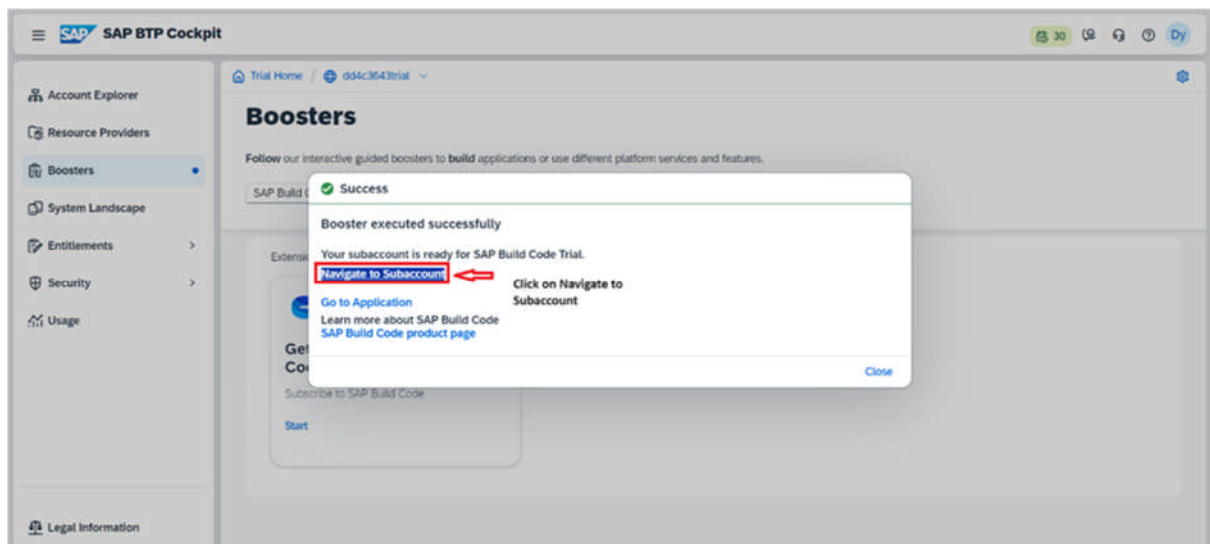 SAP SAP BTP Cockpit
30
Dy
Account Explorer
Resource Providers
Boosters
System Landscape
Entitlements
Security
Usage
Legal Information
Trial Home / dd4c3643trial
Boosters
Follow our interactive guided boosters to build applications or use different platform services and features.
SAP Build
Success
Booster executed successfully
Your subaccount is ready for SAP Build Code Trial.
Navigate to Subaccount
Click on Navigate to
Subaccount
Go to Application
Learn more about SAP Build Code
SAP Build Code product page
Close
Subscribe to SAP Build Code
Start